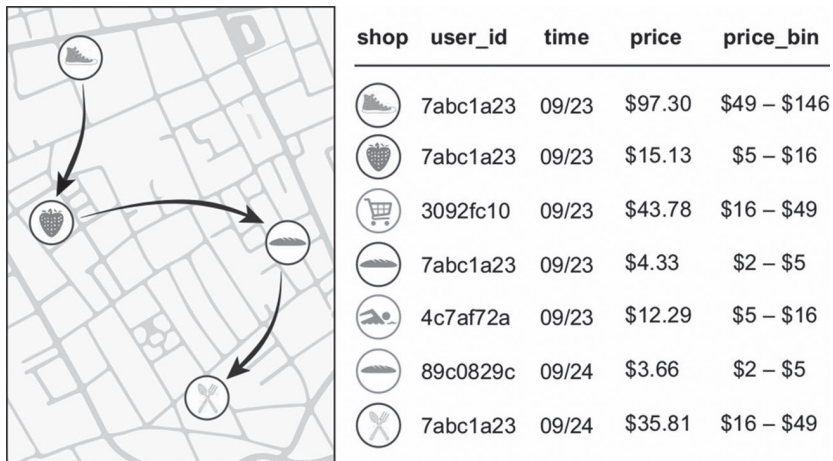 shop user_id time price price_bin
7abc1a23 09/23 $97.30 $49 – $146
7abc1a23 09/23 $15.13 $5 – $16
3092fc10 09/23 $43.78 $16 – $49
7abc1a23 09/23 $4.33 $2 – $5
4c7af72a 09/23 $12.29 $5 – $16
89c0829c 09/24 $3.66 $2 – $5
7abc1a23 09/24 $35.81 $16 – $49